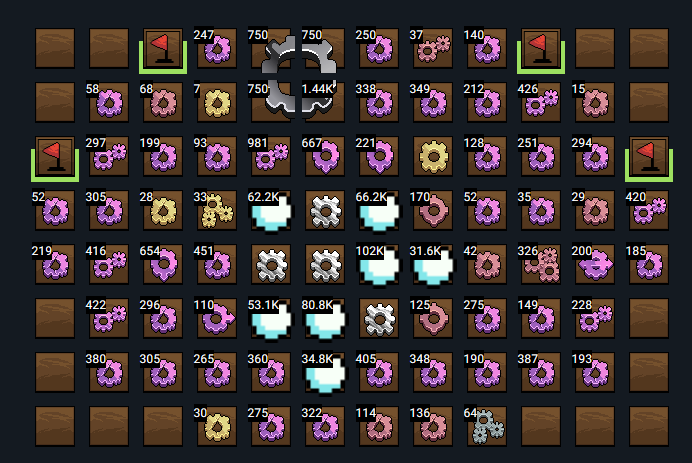 247 750 750 250 37 140
58 68 7 750 1.44K 338 349 212 426 15
297 199 93 981 667 221 128 251 294
52 305 28 33 62.2K 66.2K 170 52 35 29 420
219 416 654 451 102K 31.6K 42 326 200 185
422 296 110 53.1K 80.8K 125 275 149 228
380 305 265 360 34.8K 405 348 190 387 193
30 275 322 114 136 64